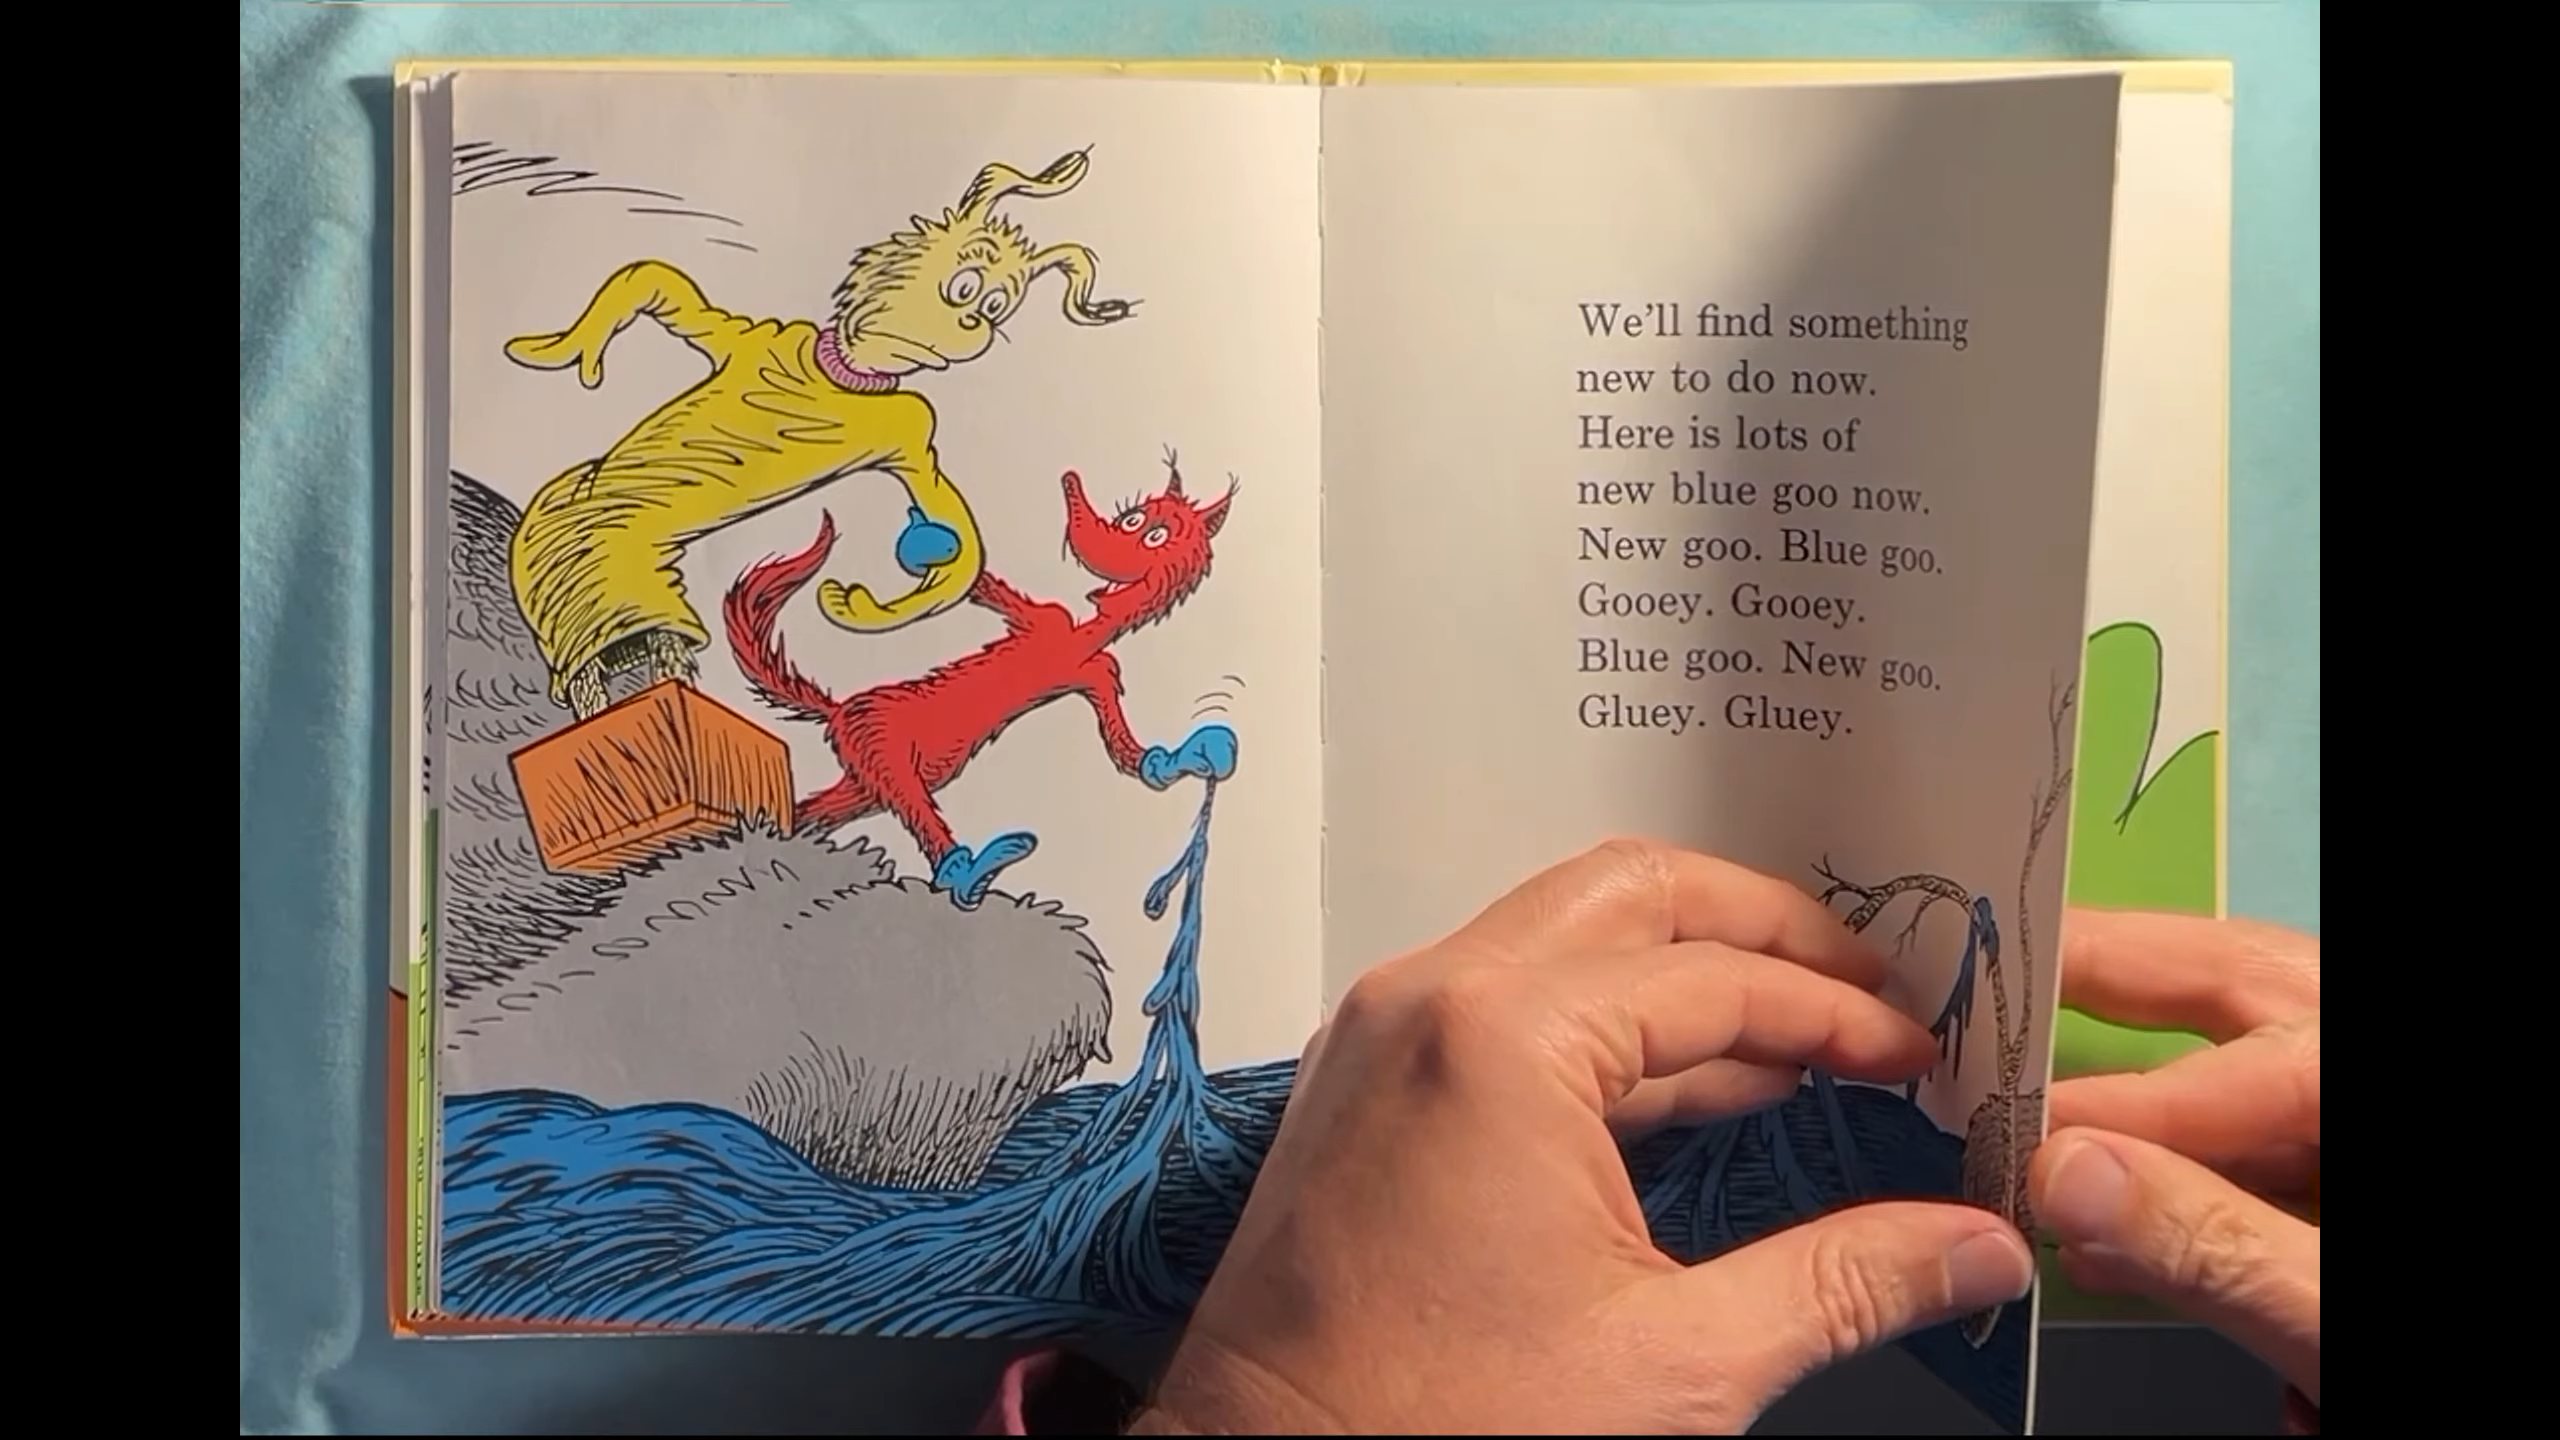 We'll find something
new to do now.
Here is lots of
new blue goo now.
New goo. Blue goo.
Gooey. Gooey.
Blue goo. New goo.
Gluey. Gluey.